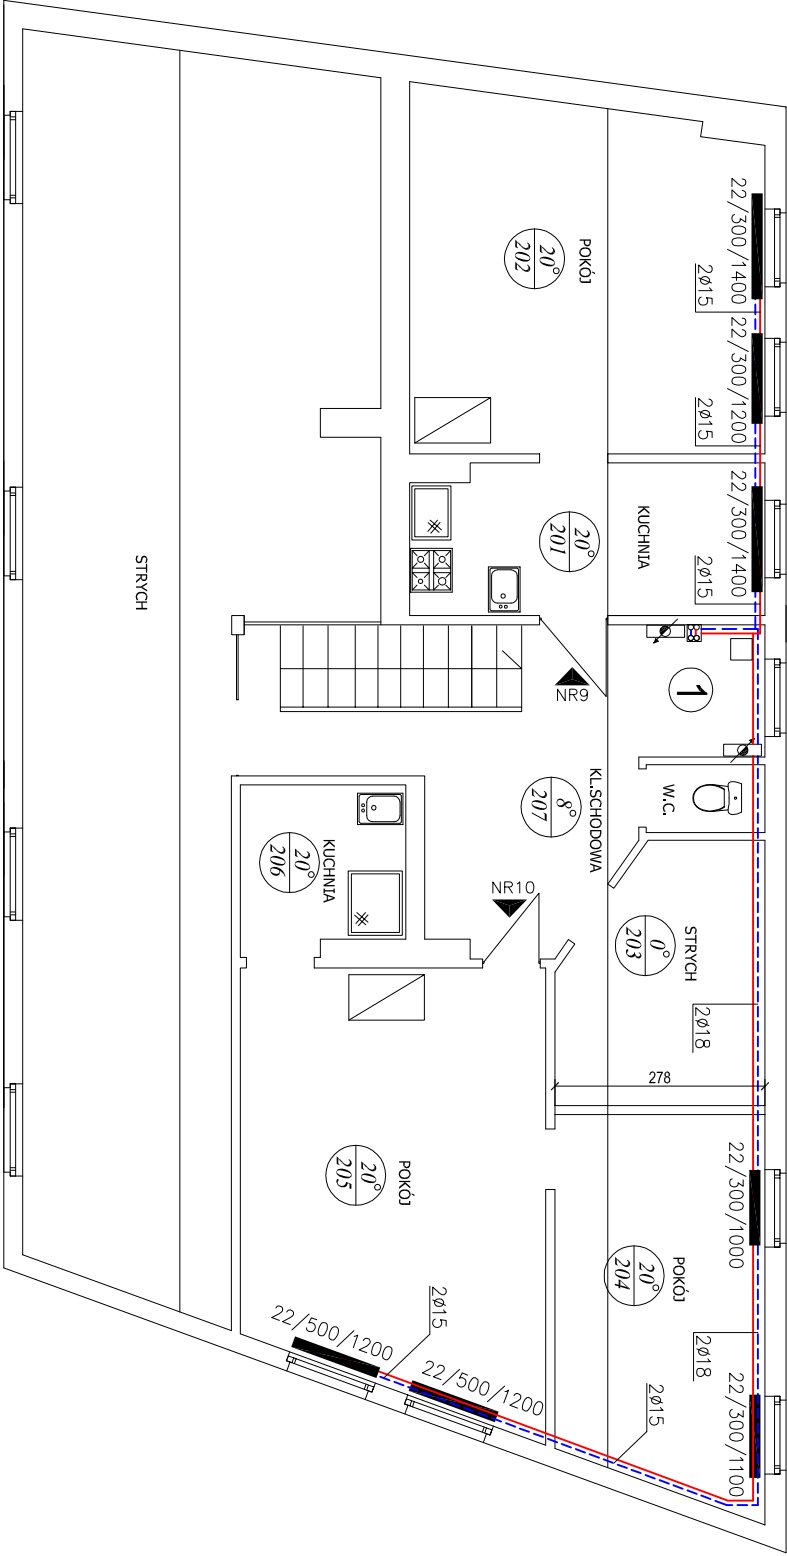 22/300/1400
2ø15
22/300/1200
2ø15
22/300/1400
2ø15
POKÓJ
20°
202
KUCHNIA
20°
201
1
NR9
W.C.
KL.SCHODOWA
8°
207
NR10
KUCHNIA
20°
206
STRYCH
0°
203
2ø18
278
STRYCH
22/300/1000
POKÓJ
20°
204
2ø18
22/300/1100
POKÓJ
20°
205
2ø15
22/500/1200
22/500/1200
2ø15